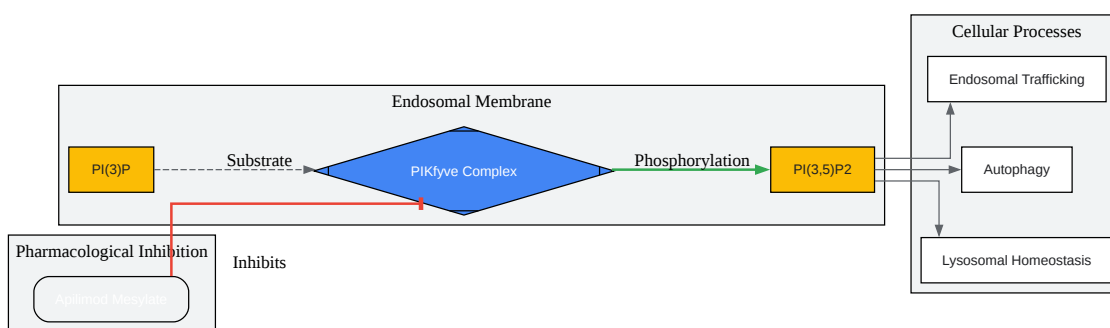 Cellular Processes
Endosomal Trafficking
Endosomal Membrane
PI(3)P
Substrate
PIKfyve Complex
Phosphorylation
PI(3,5)P2
Autophagy
Lysosomal Homeostasis
Pharmacological Inhibition
Inhibits
Apilimod Mesylate